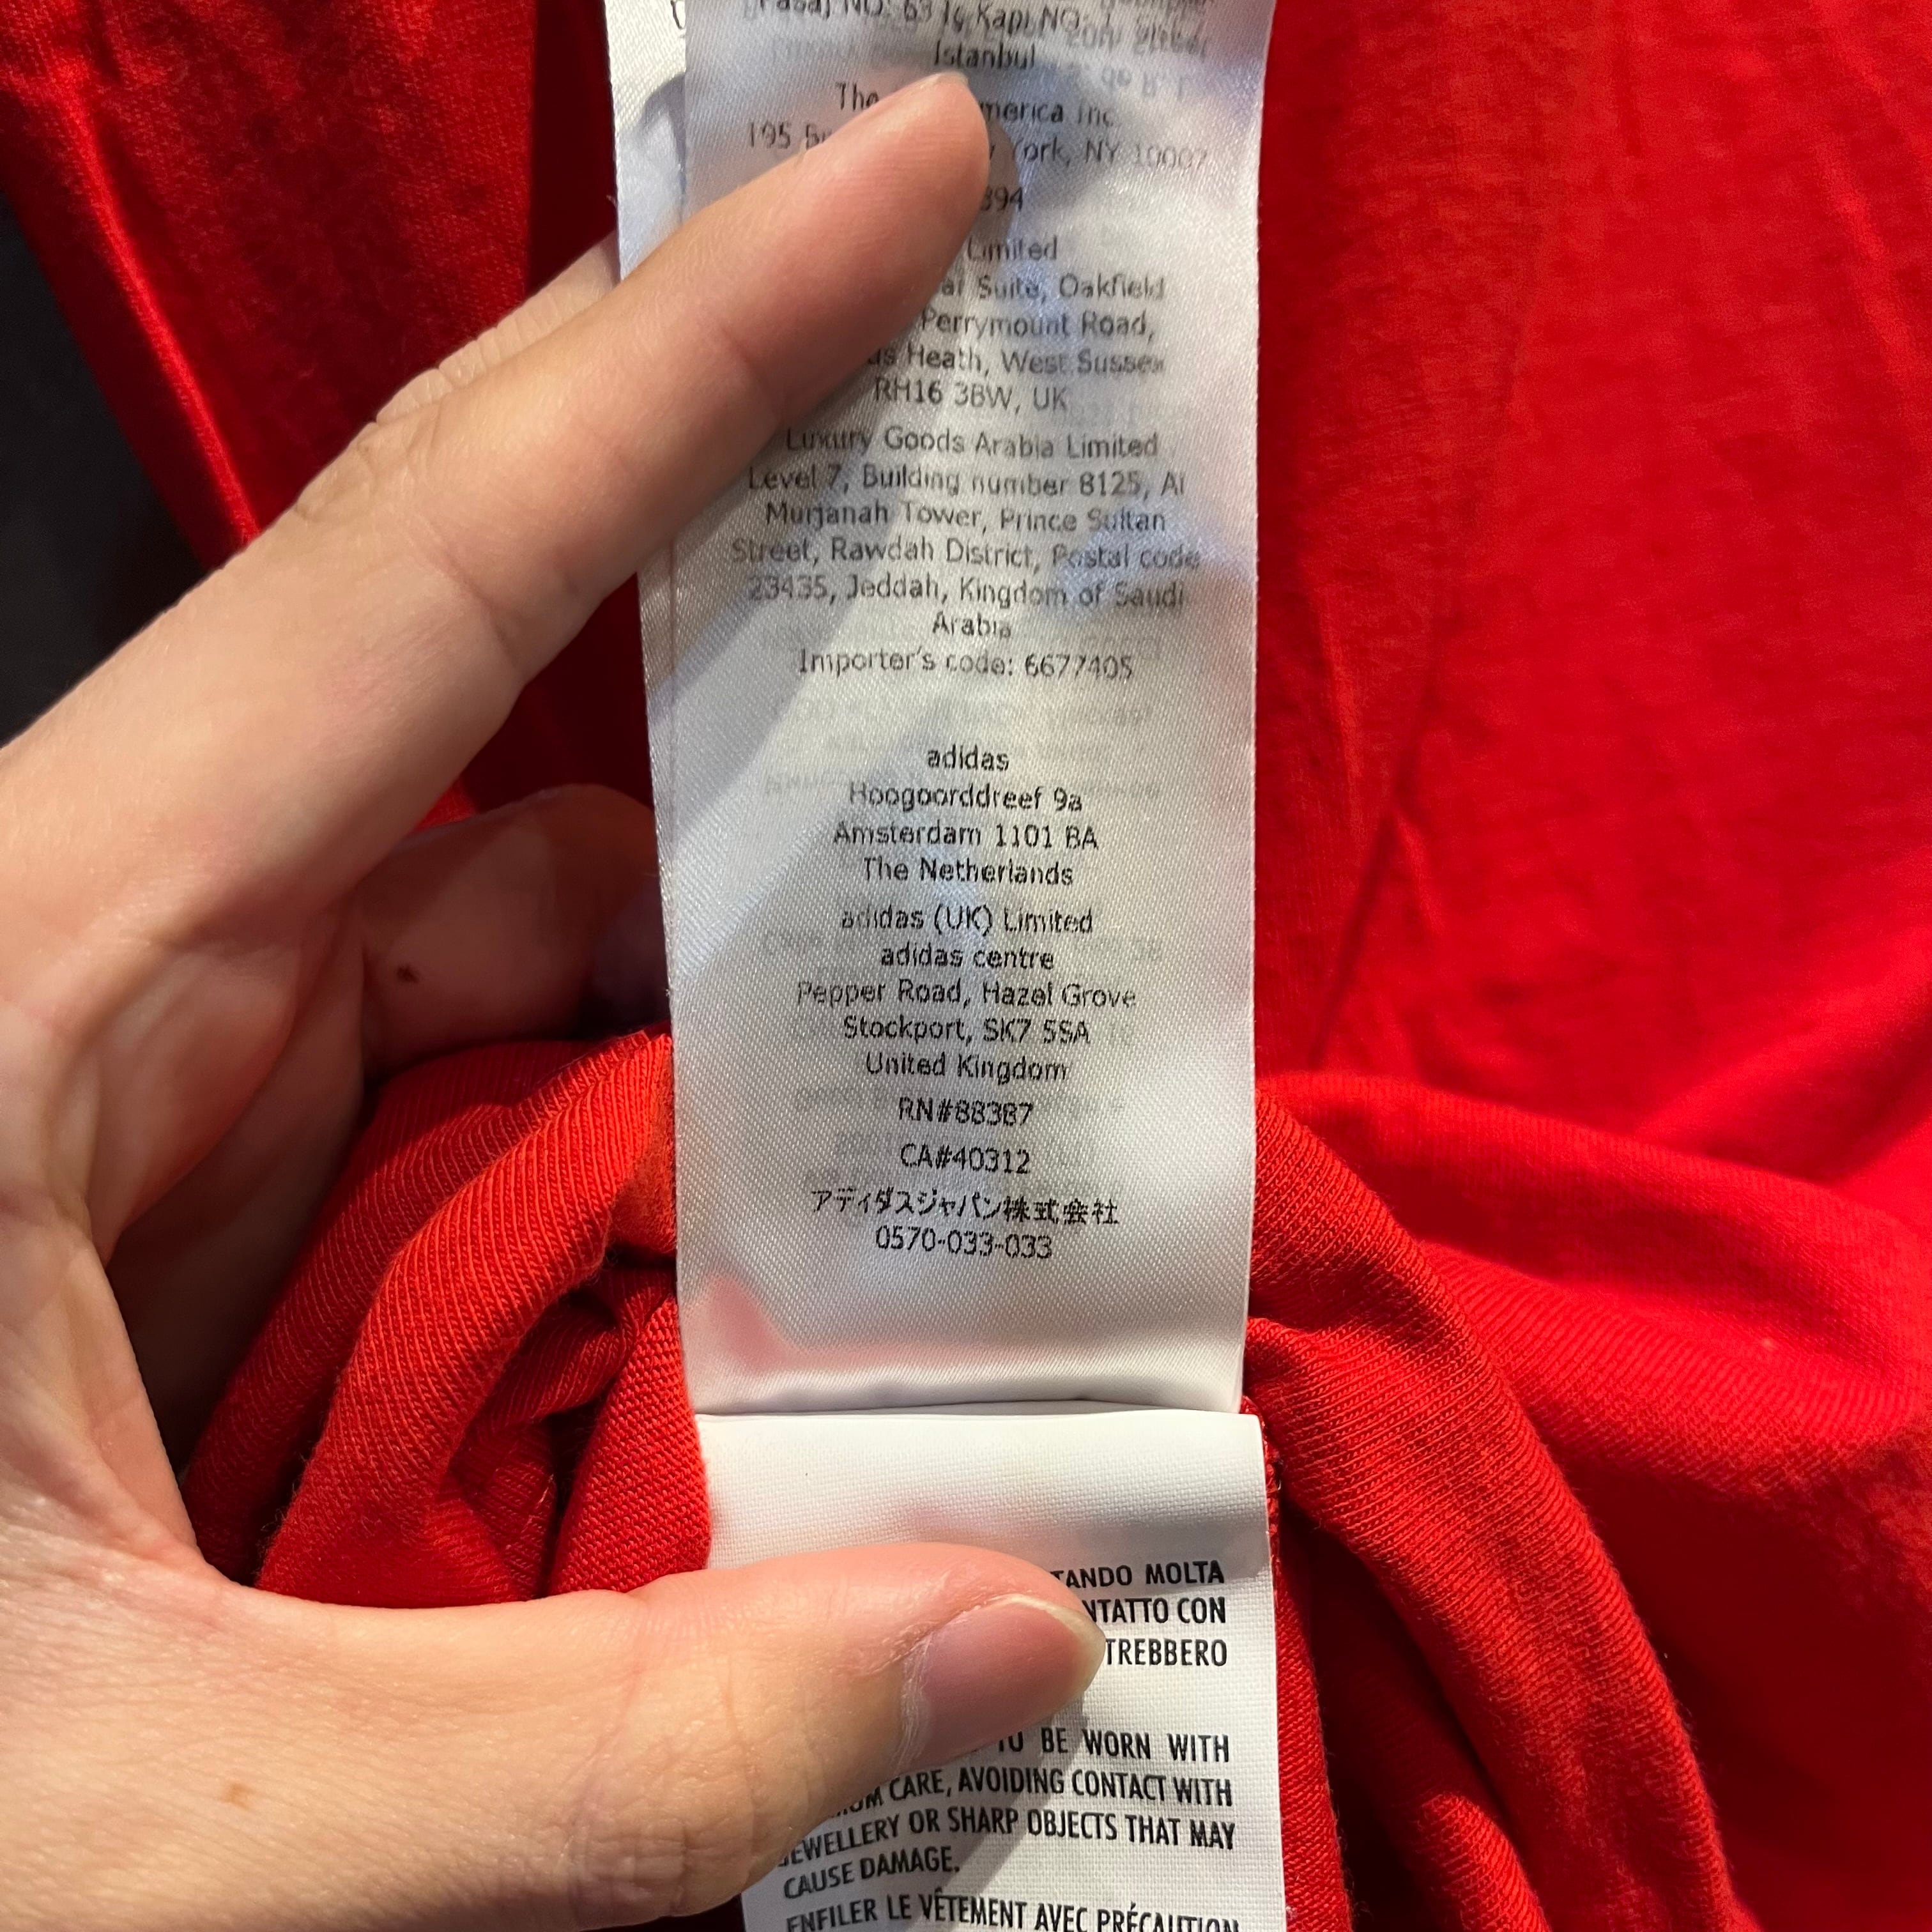 Istanbul
The merica Inc.
195 York, NY 10007
394
Limited
Suite, Oakfield
Perrymount Road,
Heath, West Sussex
RH16 3BW, UK
Luxury Goods Arabia Limited
Level 7, Building number 8125, Al
Murjanah Tower, Prince Sultan
Street, Rawdah District, Postal code
23435, Jeddah, Kingdom of Saudi
Arabia
Importer's code: 6677405
adidas
Hoogoorddreef 9a
Amsterdam 1101 BA
The Netherlands
adidas (UK) Limited
adidas centre
Pepper Road, Hazel Grove
Stockport, SK7 5SA
United Kingdom
RN#88387
CA#40312
アディダスジャパン株式会社
0570-033-033
TANDO MOLTA
NTATTO CON
TREBBERO
TO BE WORN WITH
CARE, AVOIDING CONTACT WITH
JEWELLERY OR SHARP OBJECTS THAT MAY
CAUSE DAMAGE.
ENFILER LE VÊTEMENT AVEC PRÉCAUTION